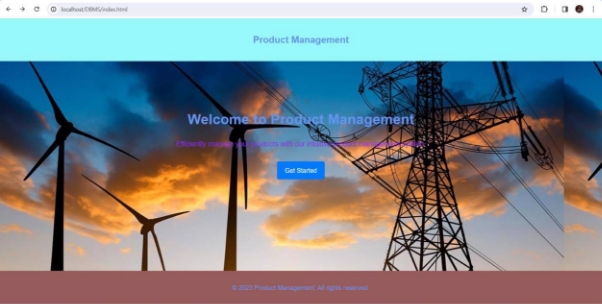 localhost/DBMS/index.html
Product Management
Welcome to Product Management
Efficiently manage your products with our
Get Started
© 2023 Product Management. All rights reserved.